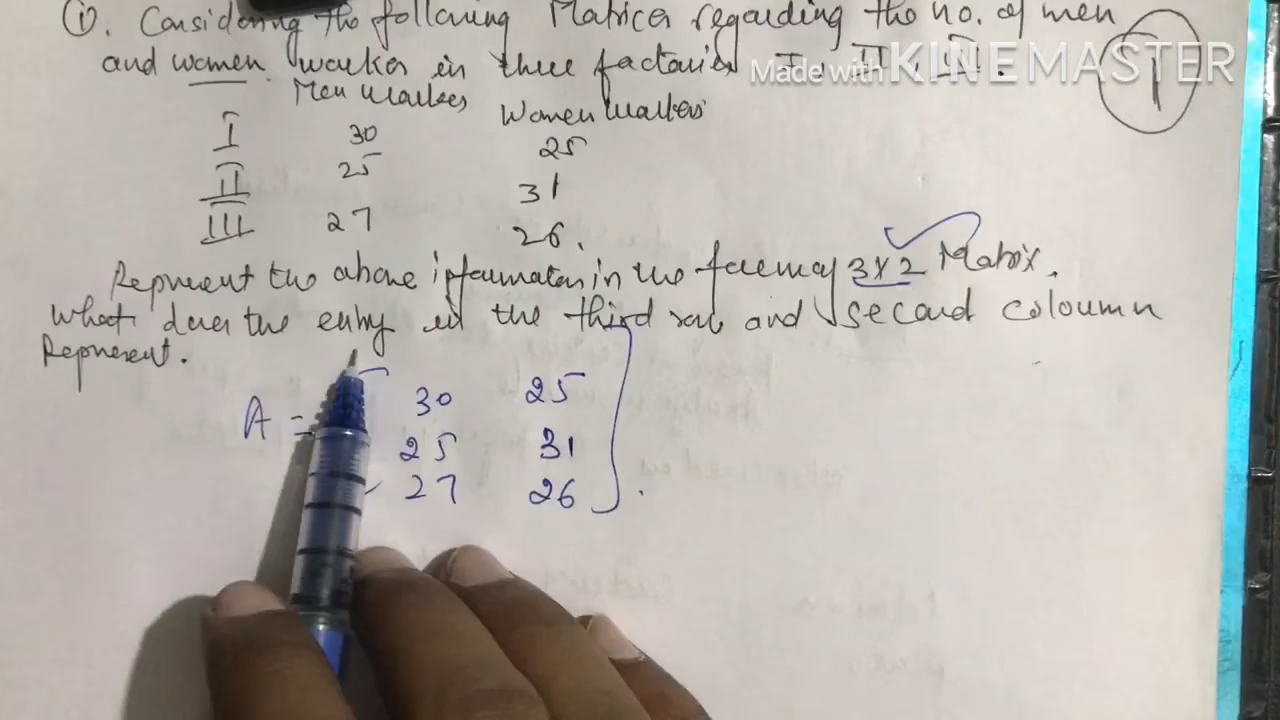 ①. Considering the following Matrices regarding the no. of men
and women worker in three factories I, II, III.
Made with KINEMASTER
1
Men Workers Women Workers
I 30 25
II 25 31
III 27 26.
Represent the above information in the form of 3x2 Matrix.
What does the entry in the third row and second coloumn
Represent.
A = 30 25
25 31
27 26